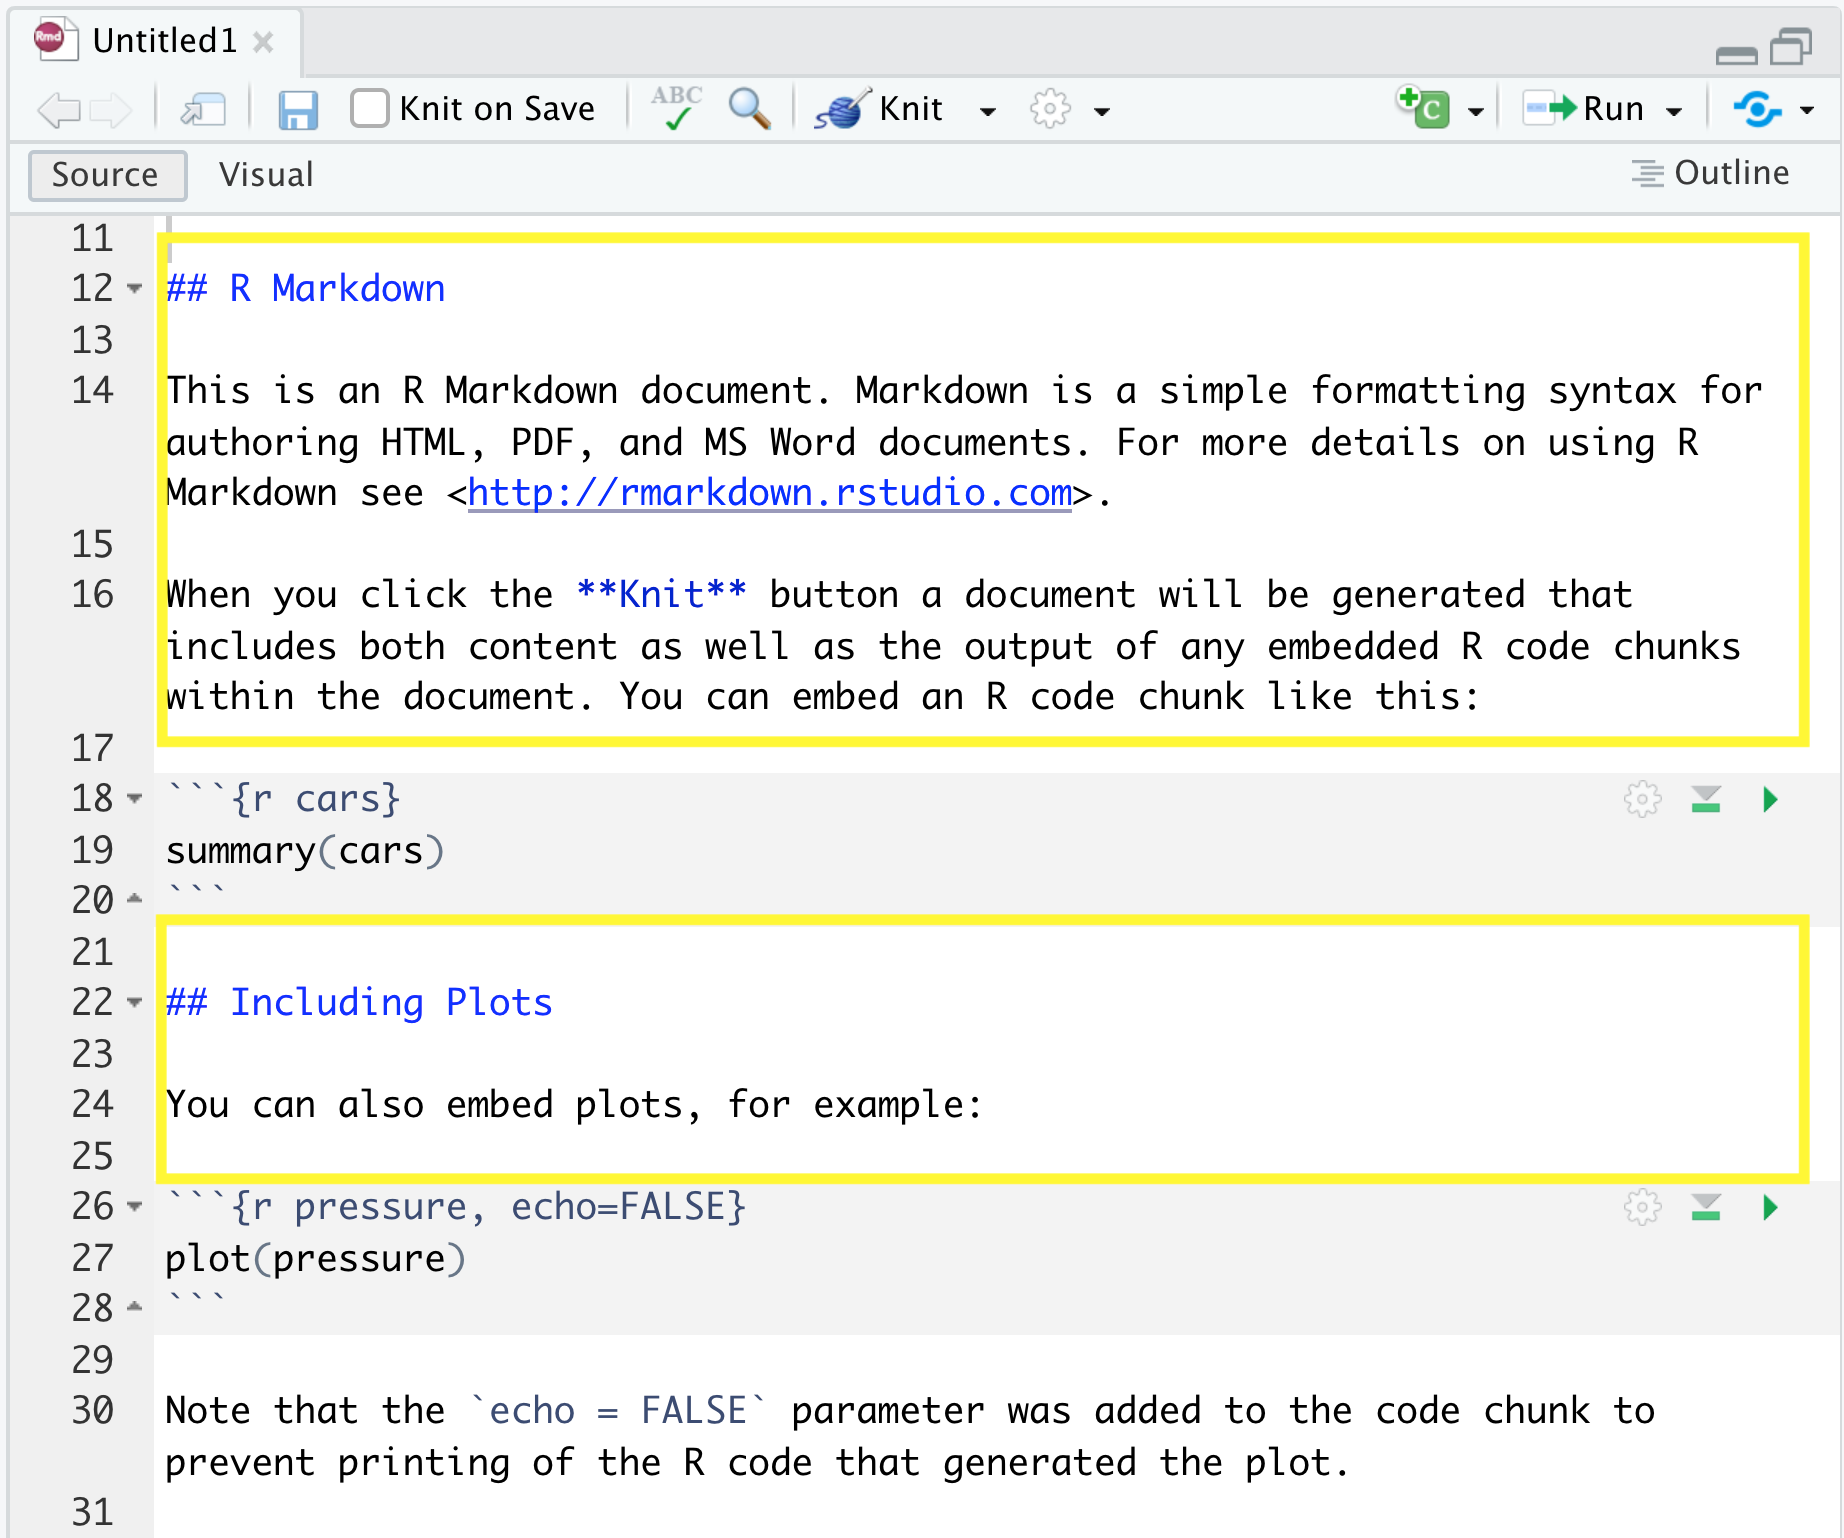 Rmd Untitled1
Knit on Save ABC Knit C Run
Source Visual Outline
11
12 ## R Markdown
13
14 This is an R Markdown document. Markdown is a simple formatting syntax for
authoring HTML, PDF, and MS Word documents. For more details on using R
Markdown see <http://rmarkdown.rstudio.com>.
15
16 When you click the **Knit** button a document will be generated that
includes both content as well as the output of any embedded R code chunks
within the document. You can embed an R code chunk like this:
17
18 ```{r cars}
19 summary(cars)
20 ```
21
22 ## Including Plots
23
24 You can also embed plots, for example:
25
26 ```{r pressure, echo=FALSE}
27 plot(pressure)
28 ```
29
30 Note that the `echo = FALSE` parameter was added to the code chunk to
prevent printing of the R code that generated the plot.
31